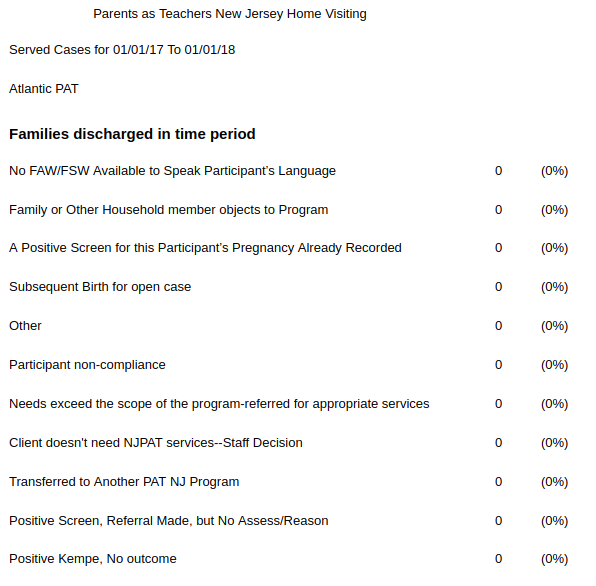 Parents as Teachers New Jersey Home Visiting
Served Cases for 01/01/17 To 01/01/18
Atlantic PAT
Families discharged in time period
No FAW/FSW Available to Speak Participant's Language 0 (0%)
Family or Other Household member objects to Program 0 (0%)
A Positive Screen for this Participant's Pregnancy Already Recorded 0 (0%)
Subsequent Birth for open case 0 (0%)
Other 0 (0%)
Participant non-compliance 0 (0%)
Needs exceed the scope of the program-referred for appropriate services 0 (0%)
Client doesn't need NJPAT services--Staff Decision 0 (0%)
Transferred to Another PAT NJ Program 0 (0%)
Positive Screen, Referral Made, but No Assess/Reason 0 (0%)
Positive Kempe, No outcome 0 (0%)